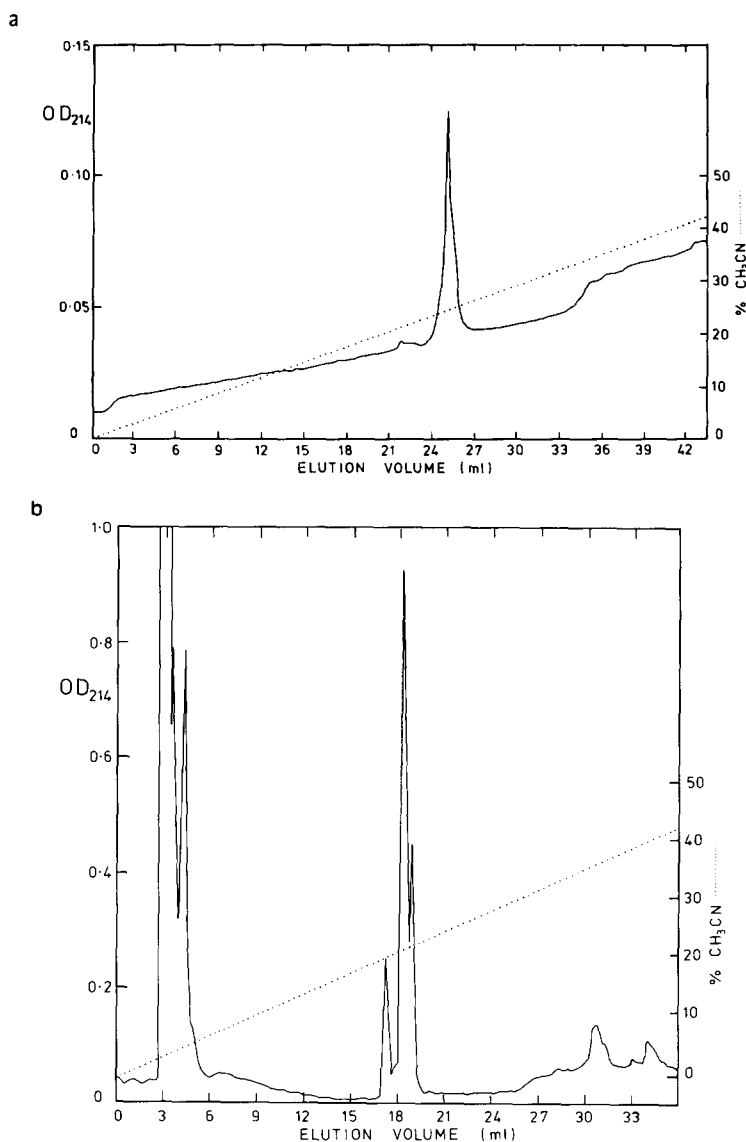 a
0·15
OD214
0·10
0·05
0
50
40
30
20
10
0
% CH3CN ........
0 3 6 9 12 15 18 21 24 27 30 33 36 39 42
ELUTION VOLUME (ml)
b
1·0
0·8
OD214
0·6
0·4
0·2
0
50
40
30
20
10
0
% CH3CN ........
0 3 6 9 12 15 18 21 24 27 30 33
ELUTION VOLUME (ml)